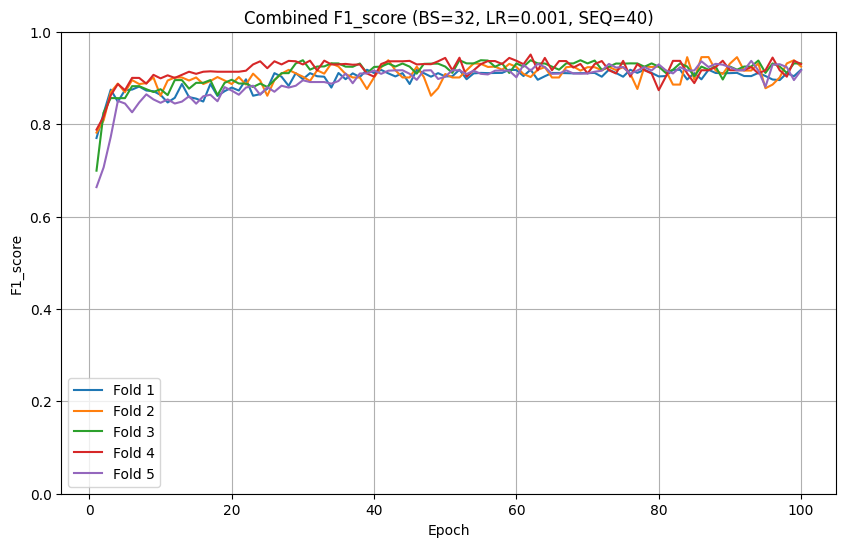 Combined F1_score (BS=32, LR=0.001, SEQ=40)
1.0
0.8
0.6
0.4
0.2
0.0
F1_score
Fold 1
Fold 2
Fold 3
Fold 4
Fold 5
0 20 40 60 80 100
Epoch